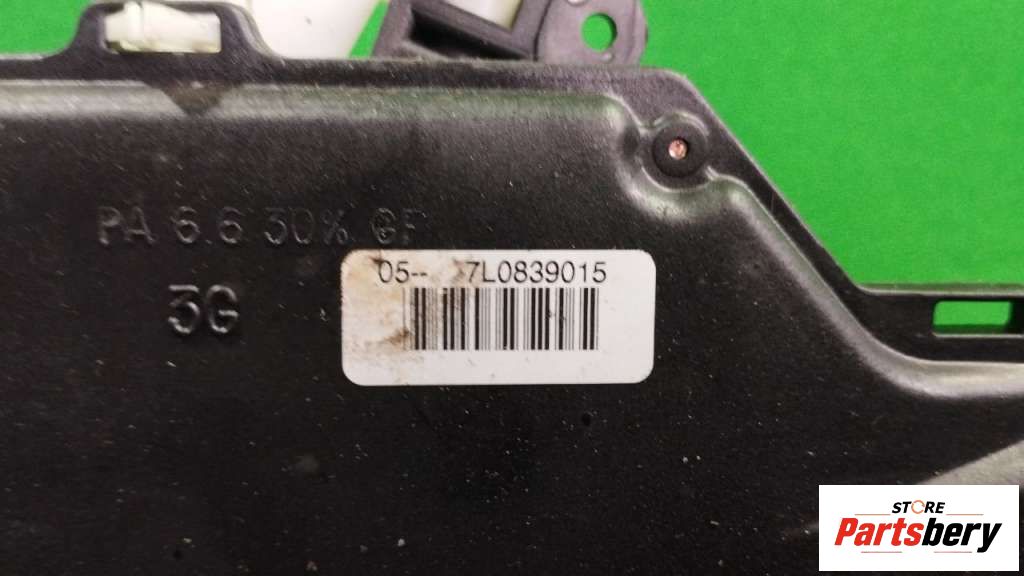 PA 6.6 30% GF
3G
05-- 7L0839015
STORE
Partsbery